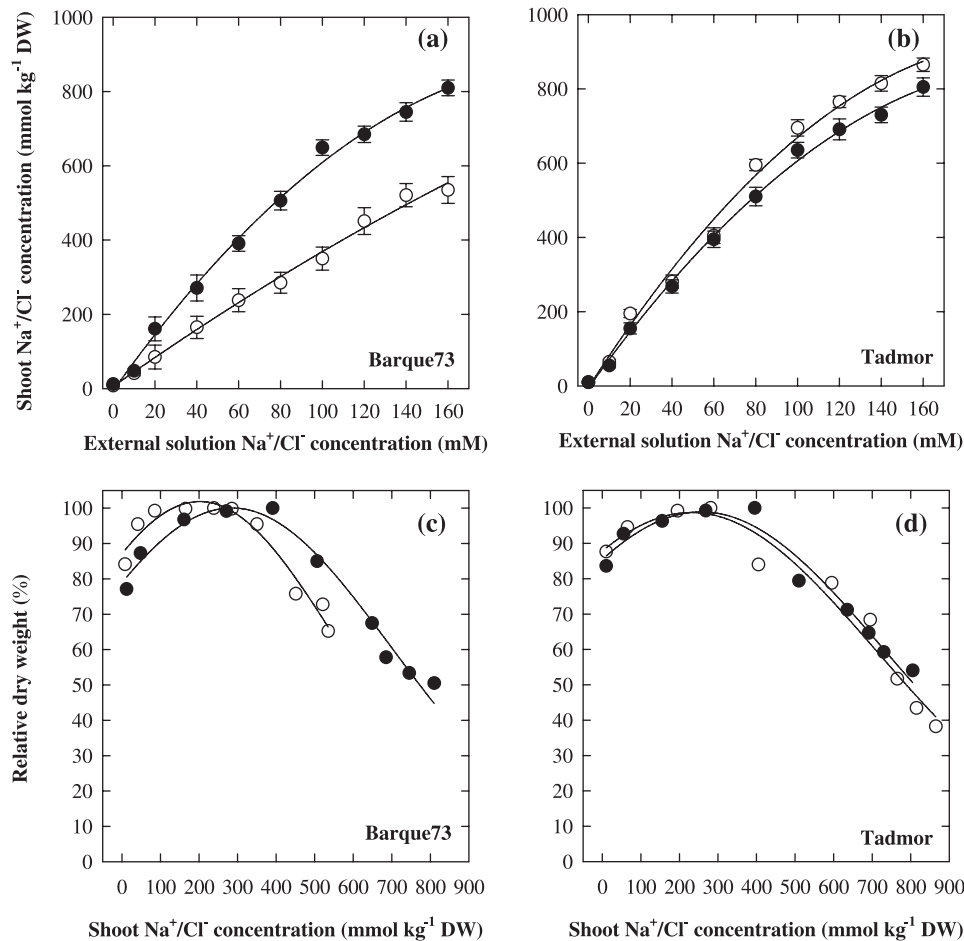 (a)
1000
800
600
400
200
0
Shoot Na⁺/Cl⁻ concentration (mmol kg⁻¹ DW)
Barque73
0 20 40 60 80 100 120 140 160
External solution Na⁺/Cl⁻ concentration (mM)
(b)
1000
800
600
400
200
0
Tadmor
0 20 40 60 80 100 120 140 160
External solution Na⁺/Cl⁻ concentration (mM)
(c)
100
90
80
70
60
50
40
30
20
10
0
Relative dry weight (%)
Barque73
0 100 200 300 400 500 600 700 800 900
Shoot Na⁺/Cl⁻ concentration (mmol kg⁻¹ DW)
(d)
100
90
80
70
60
50
40
30
20
10
0
Tadmor
0 100 200 300 400 500 600 700 800 900
Shoot Na⁺/Cl⁻ concentration (mmol kg⁻¹ DW)